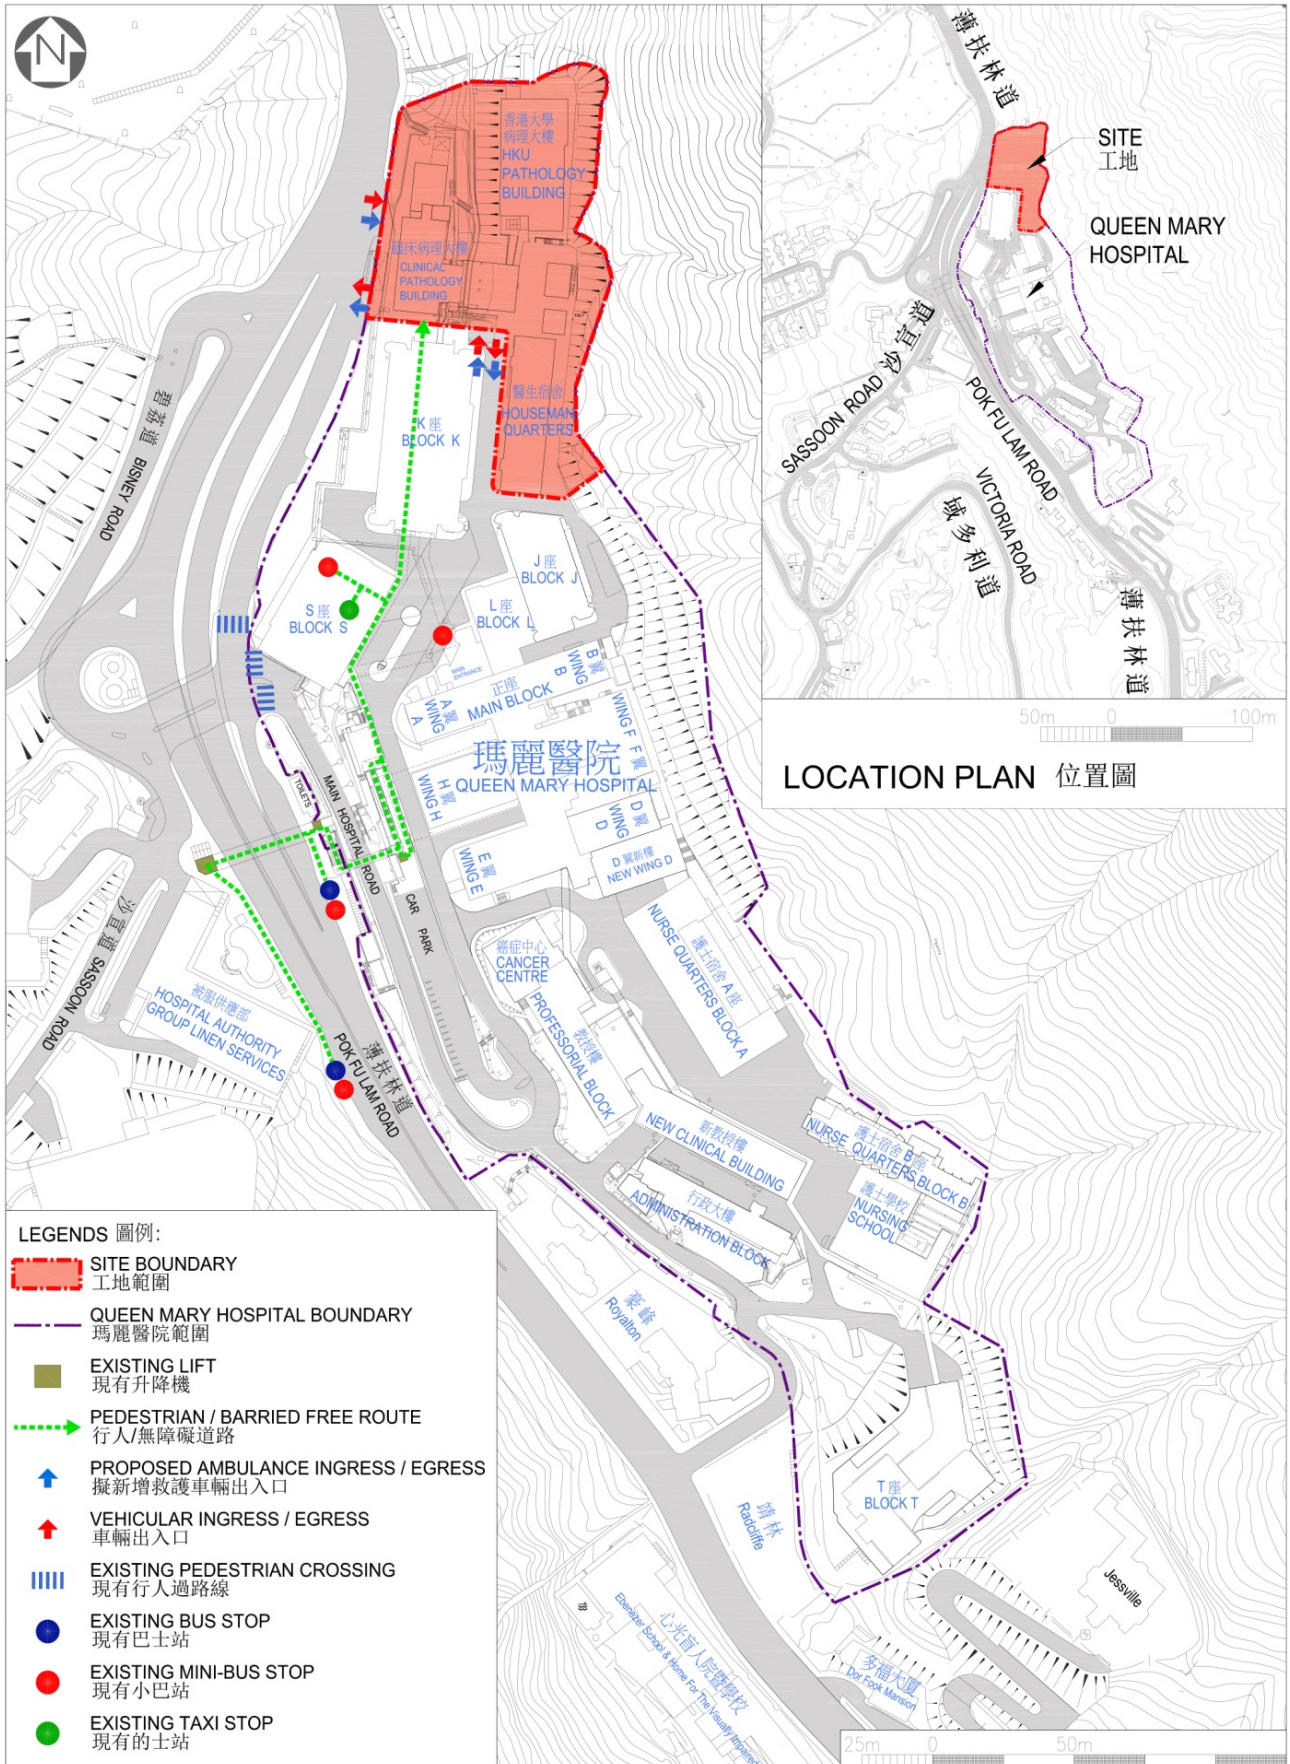 N
香港大學
病理大樓
HKU
PATHOLOGY
BUILDING
臨床病理大樓
CLINICAL
PATHOLOGY
BUILDING
醫生宿舍
HOUSEMAN
QUARTERS
K 座
BLOCK K
碧荔道 BISNEY ROAD
J 座
BLOCK J
L 座
BLOCK L
S 座
BLOCK S
MAIN
ENTRANCE
正座
MAIN BLOCK
A 翼
WING
A
B 翼
WING
B
WING F F 翼
瑪麗醫院
QUEEN MARY HOSPITAL
H 翼
WING H
D 翼
WING
D
E 翼
WING E
D 翼新樓
NEW WING D
TOILETS
MAIN HOSPITAL ROAD
CAR PARK
沙宣道 SASSOON ROAD
被服供應部
HOSPITAL AUTHORITY
GROUP LINEN SERVICES
薄扶林道
POK FU LAM ROAD
癌症中心
CANCER
CENTRE
教授樓
PROFESSORIAL BLOCK
護士宿舍 A 座
NURSE QUARTERS BLOCK A
新教授樓
NEW CLINICAL BUILDING
行政大樓
ADMINISTRATION BLOCK
護士宿舍 B 座
NURSE QUARTERS BLOCK B
護士學校
NURSING
SCHOOL
豪峰
Royalton
T 座
BLOCK T
靖林
Radcliffe
Jessville
心光盲人院暨學校
Ebenezer School & Home For The Visually Impaired
多福大廈
Dor Fook Mansion
25m 0 50m
薄扶林道
SITE
工地
QUEEN MARY
HOSPITAL
SASSOON ROAD 沙宣道
POK FU LAM ROAD
VICTORIA ROAD
域多利道
薄扶林道
50m 0 100m
LOCATION PLAN 位置圖
LEGENDS 圖例:
SITE BOUNDARY
工地範圍
QUEEN MARY HOSPITAL BOUNDARY
瑪麗醫院範圍
EXISTING LIFT
現有升降機
PEDESTRIAN / BARRIED FREE ROUTE
行人/無障礙道路
PROPOSED AMBULANCE INGRESS / EGRESS
擬新增救護車輛出入口
VEHICULAR INGRESS / EGRESS
車輛出入口
EXISTING PEDESTRIAN CROSSING
現有行人過路線
EXISTING BUS STOP
現有巴士站
EXISTING MINI-BUS STOP
現有小巴站
EXISTING TAXI STOP
現有的士站